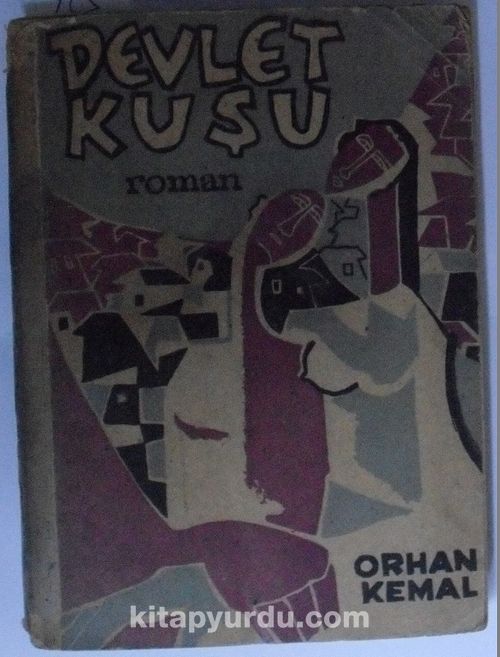 DEVLET
KUŞU
roman
ORHAN
KEMAL
kitapyurdu.com